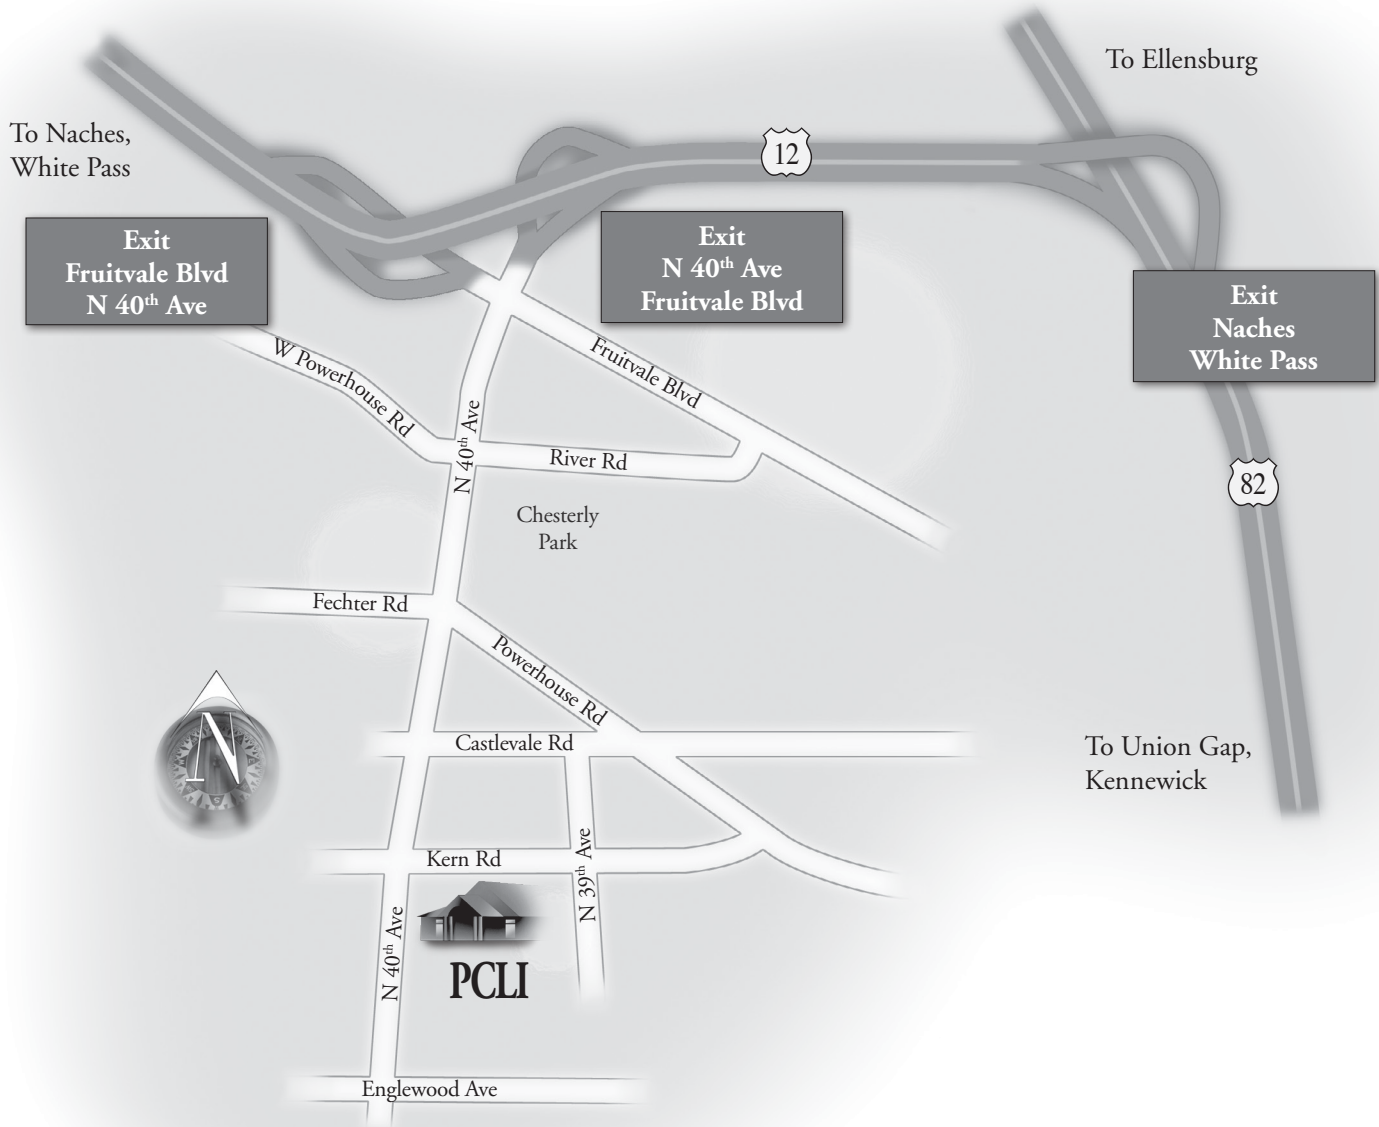 To Ellensburg
To Naches,
White Pass
12
Exit
Fruitvale Blvd
N 40th Ave
Exit
N 40th Ave
Fruitvale Blvd
Exit
Naches
White Pass
W Powerhouse Rd
Fruitvale Blvd
N 40th Ave
River Rd
82
Chesterly
Park
Fechter Rd
Powerhouse Rd
N
Castlevale Rd
To Union Gap,
Kennewick
Kern Rd
N 39th Ave
N 40th Ave
PCLI
Englewood Ave